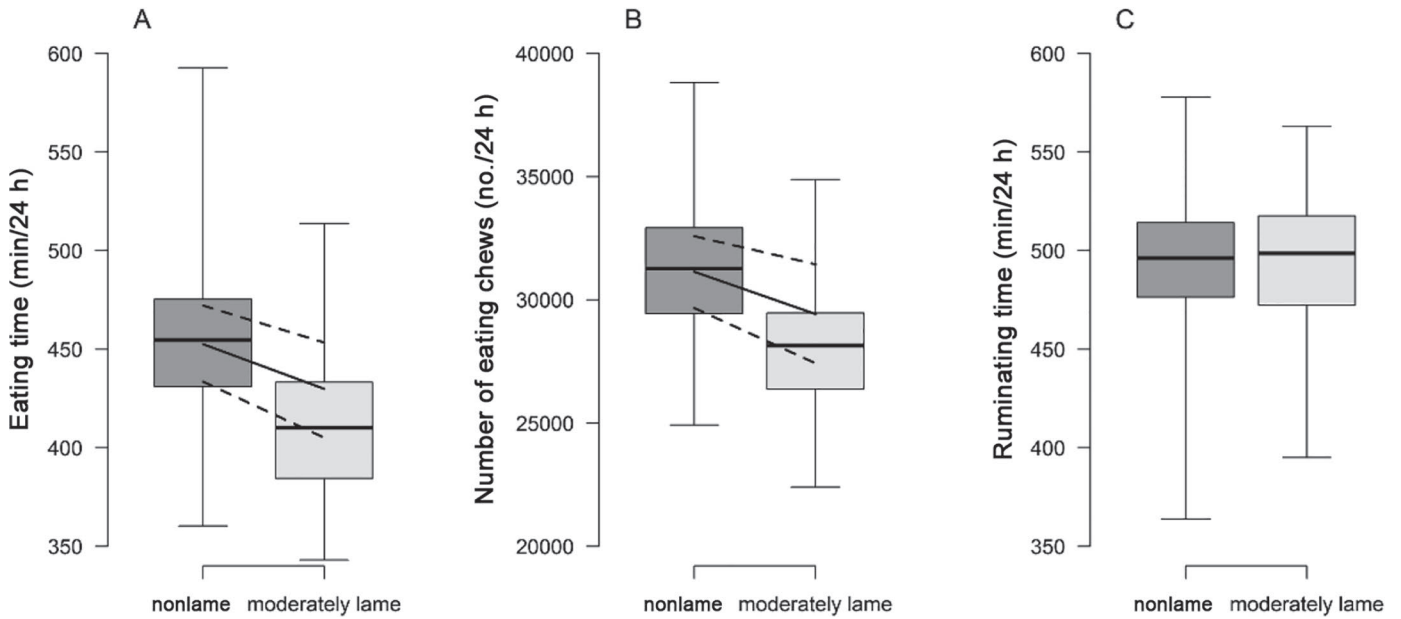 A
Eating time (min/24 h)
600
550
500
450
400
350
nonlame moderately lame
B
Number of eating chews (no./24 h)
40000
35000
30000
25000
20000
nonlame moderately lame
C
Ruminating time (min/24 h)
600
550
500
450
400
350
nonlame moderately lame